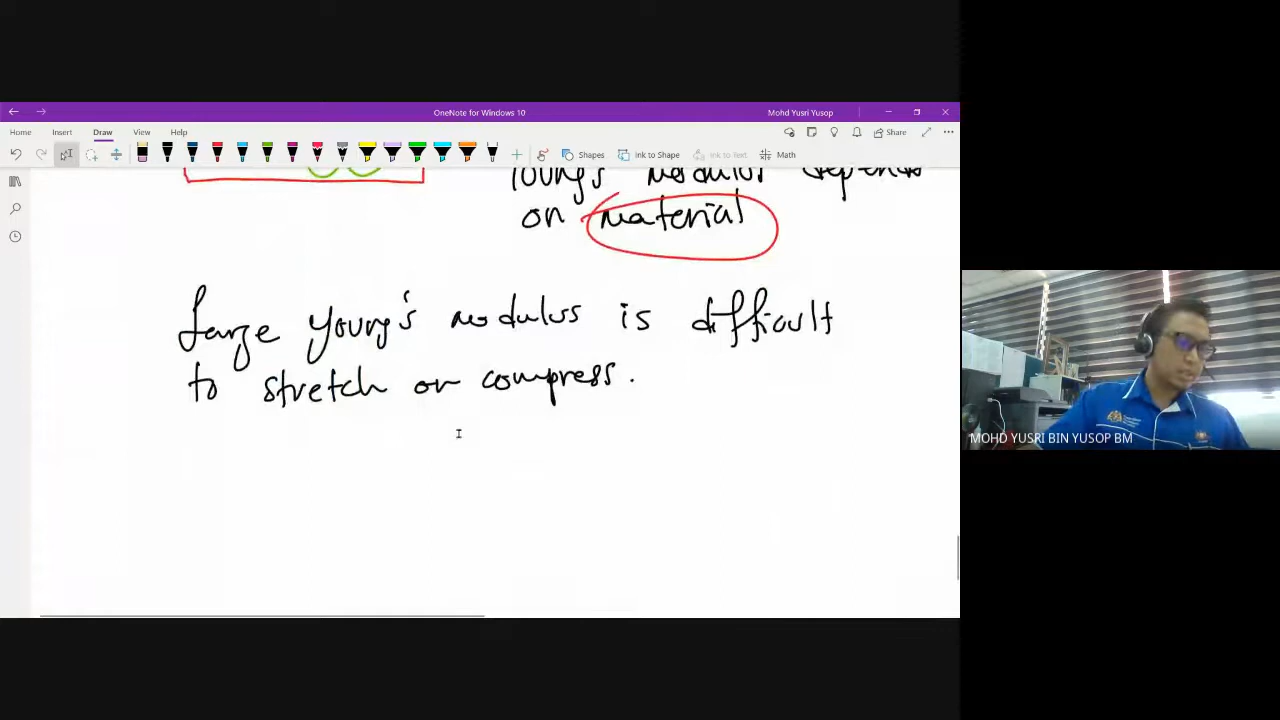 OneNote for Windows 10
Mohd Yusri Yusop
Home Insert Draw View Help
Share
Shapes Ink to Shape Ink to Text Math
Young's modulus depends
on material
Large Young's modulus is difficult
to stretch or compress.
MOHD YUSRI BIN YUSOP BM